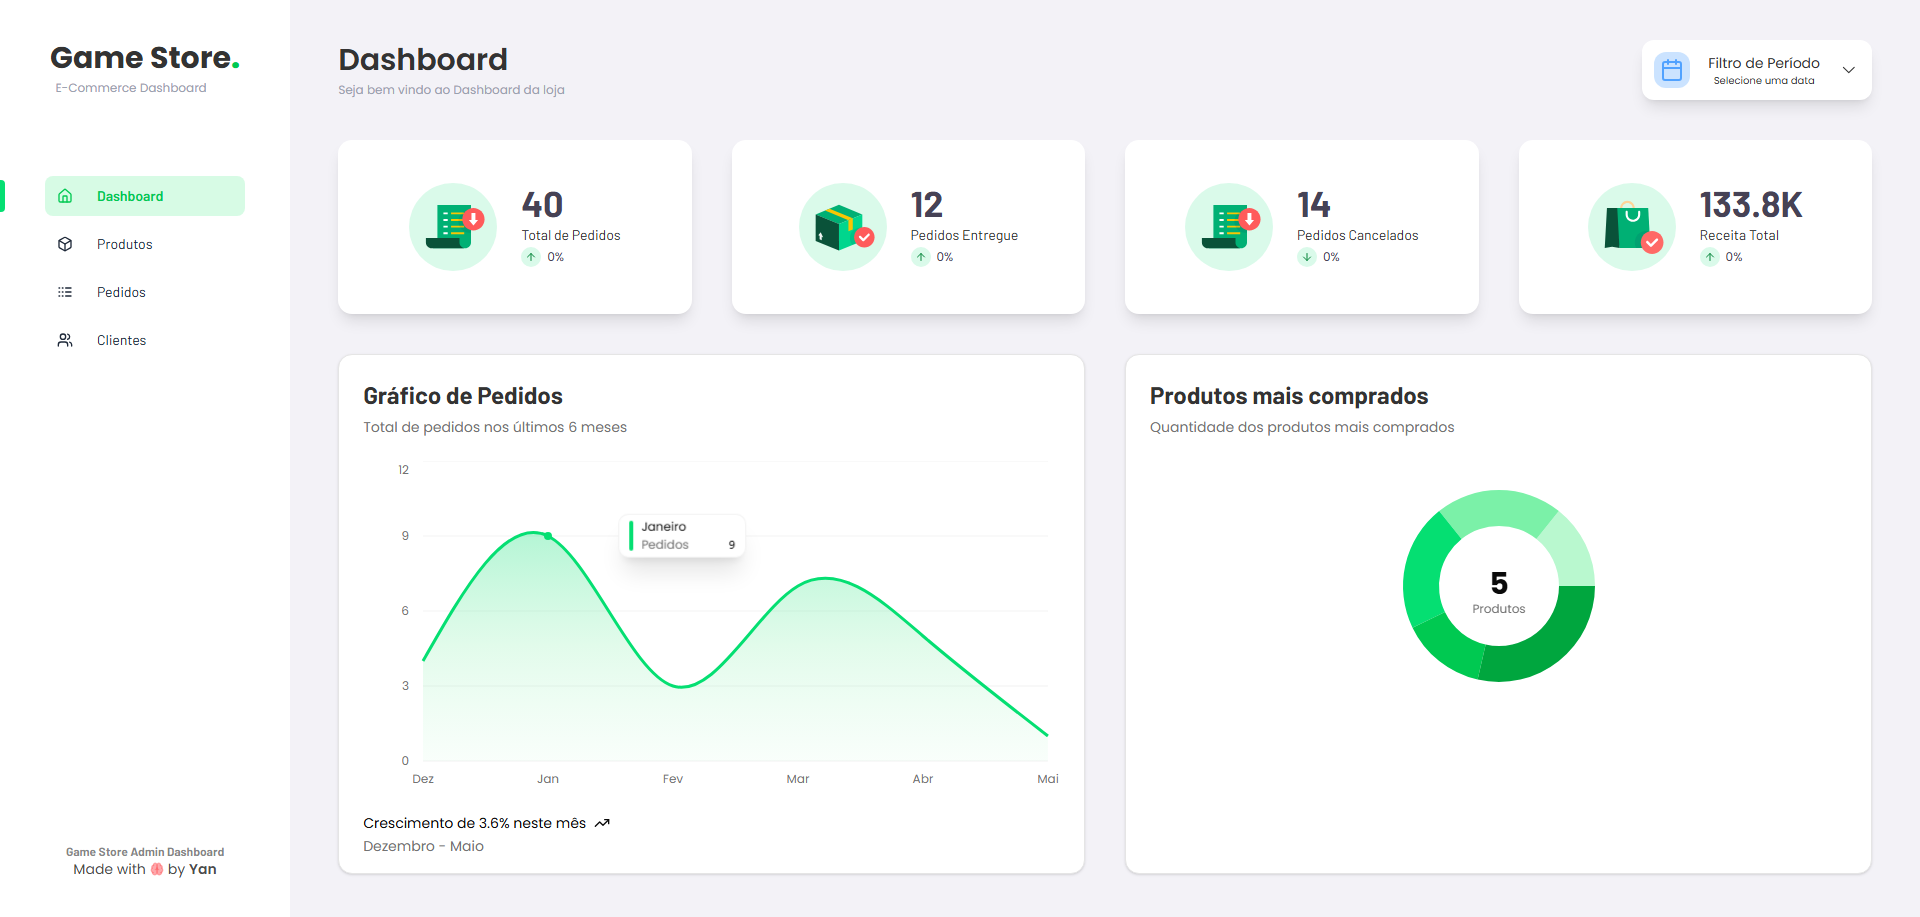 Game Store.
E-Commerce Dashboard
Dashboard
Produtos
Pedidos
Clientes
Game Store Admin Dashboard
Made with by Yan
Dashboard
Seja bem vindo ao Dashboard da loja
Filtro de Período
Selecione uma data
40
Total de Pedidos
0%
12
Pedidos Entregue
0%
14
Pedidos Cancelados
0%
133.8K
Receita Total
0%
Gráfico de Pedidos
Total de pedidos nos últimos 6 meses
12
9
6
3
0
Janeiro
Pedidos 9
Dez Jan Fev Mar Abr Mai
Crescimento de 3.6% neste mês
Dezembro - Maio
Produtos mais comprados
Quantidade dos produtos mais comprados
5
Produtos